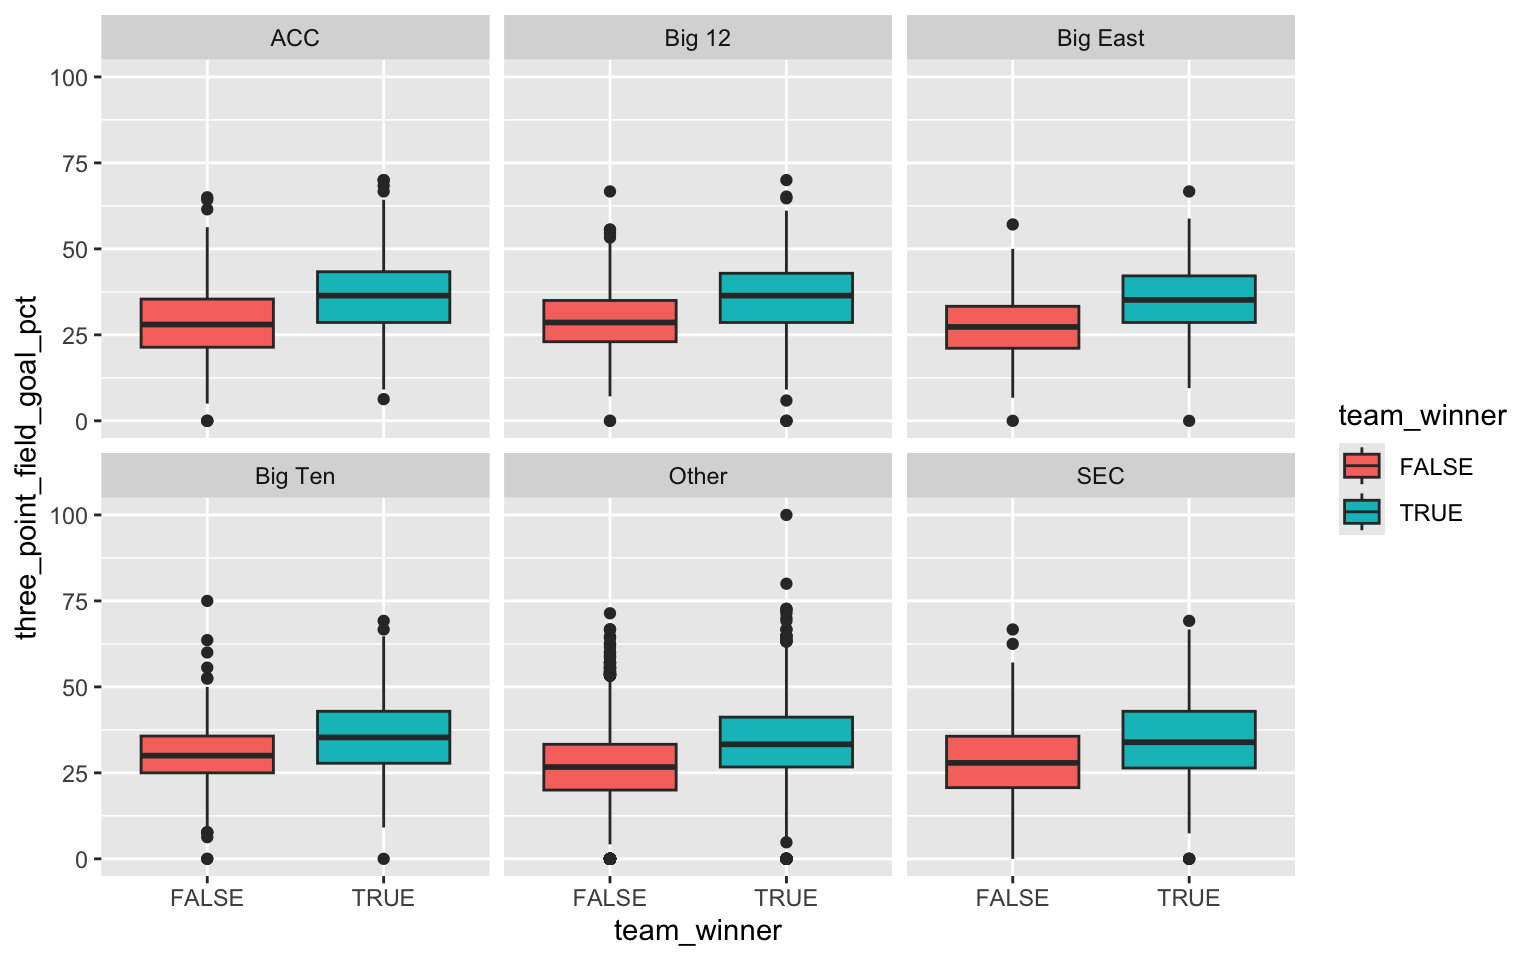 ACC
Big 12
Big East
100
75
50
25
0
Big Ten
Other
SEC
100
75
50
25
0
FALSE
TRUE
FALSE
TRUE
FALSE
TRUE
team_winner
three_point_field_goal_pct
team_winner
FALSE
TRUE